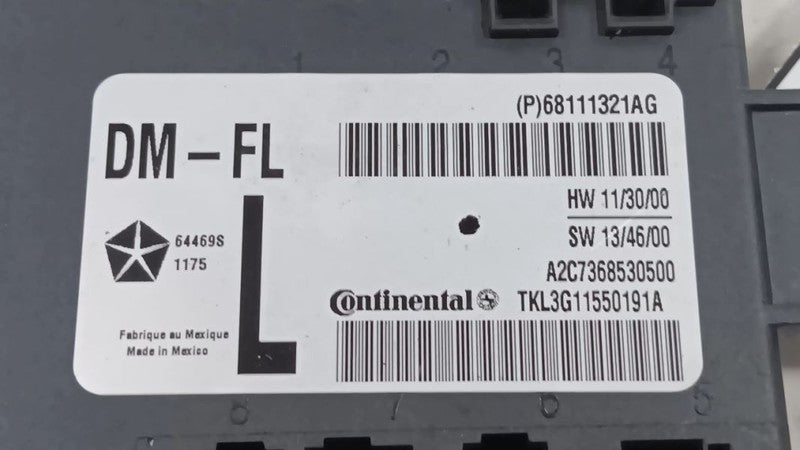 1 2 3 4
(P)68111321AG
DM-FL
HW 11/30/00
64469S
L
SW 13/46/00
1175
A2C7368530500
Continental
TKL3G11550191A
Fabrique au Mexique
Made in Mexico
8 7 6 5